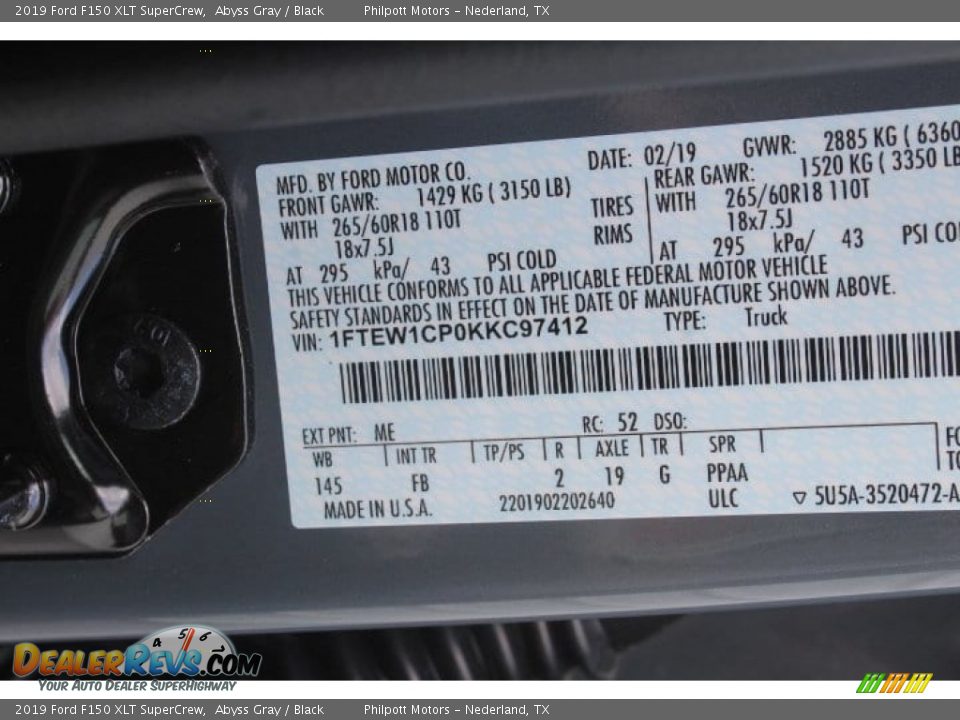 2019 Ford F150 XLT SuperCrew, Abyss Gray / Black Philpott Motors – Nederland, TX
MFD. BY FORD MOTOR CO. DATE: 02/19 GVWR: 2885 KG ( 6360
FRONT GAWR: 1429 KG ( 3150 LB) REAR GAWR: 1520 KG ( 3350 LB
WITH 265/60R18 110T TIRES WITH 265/60R18 110T
18x7.5J RIMS 18x7.5J
AT 295 kPa/ 43 PSI COLD AT 295 kPa/ 43 PSI COL
THIS VEHICLE CONFORMS TO ALL APPLICABLE FEDERAL MOTOR VEHICLE
SAFETY STANDARDS IN EFFECT ON THE DATE OF MANUFACTURE SHOWN ABOVE.
VIN: 1FTEW1CP0KKC97412 TYPE: Truck
EXT PNT: ME RC: 52 DSO:
WB INT TR TP/PS R AXLE TR SPR
145 FB 2 19 G PPAA
MADE IN U.S.A. 2201902202640 ULC ▽ 5U5A-3520472-A
4 5 6
DealerRevs.com
Your Auto Dealer SuperHighway
2019 Ford F150 XLT SuperCrew, Abyss Gray / Black Philpott Motors – Nederland, TX